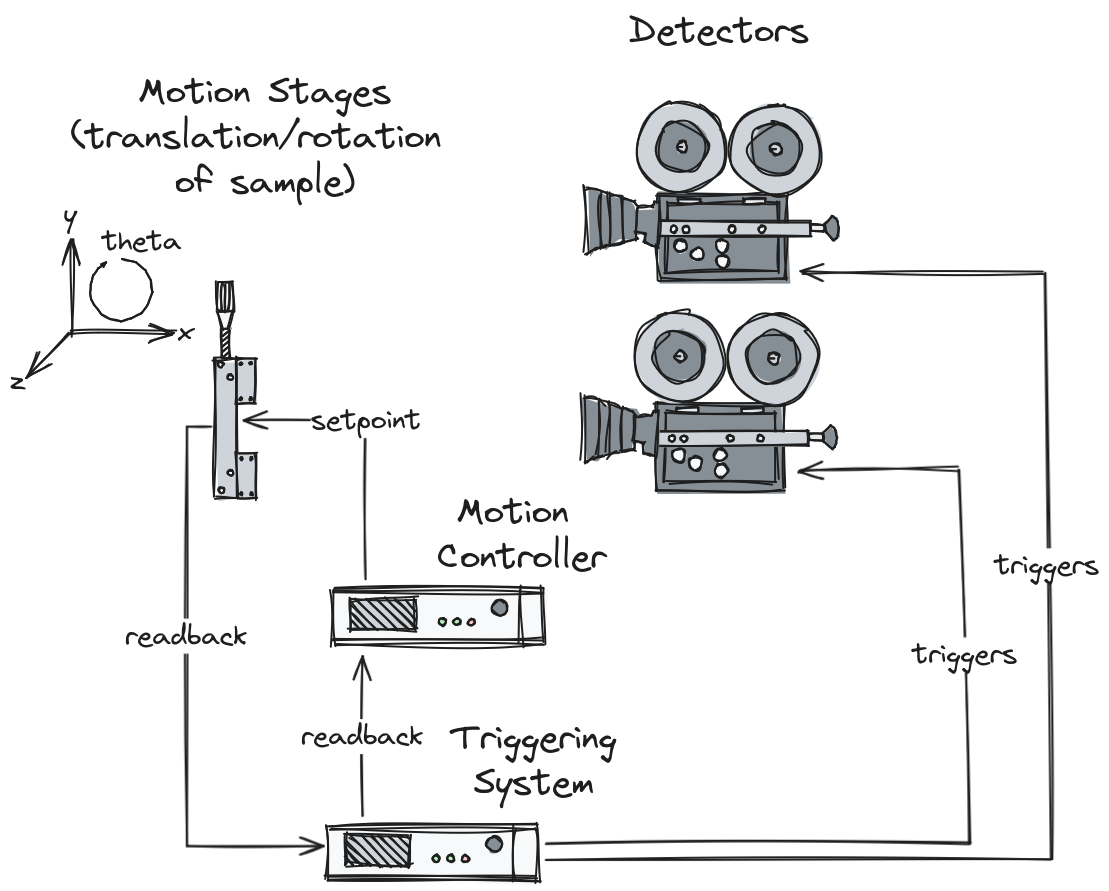 Detectors
Motion Stages
(translation/rotation
of sample)
y
theta
x
z
setpoint
Motion
Controller
triggers
readback
triggers
readback
Triggering
System